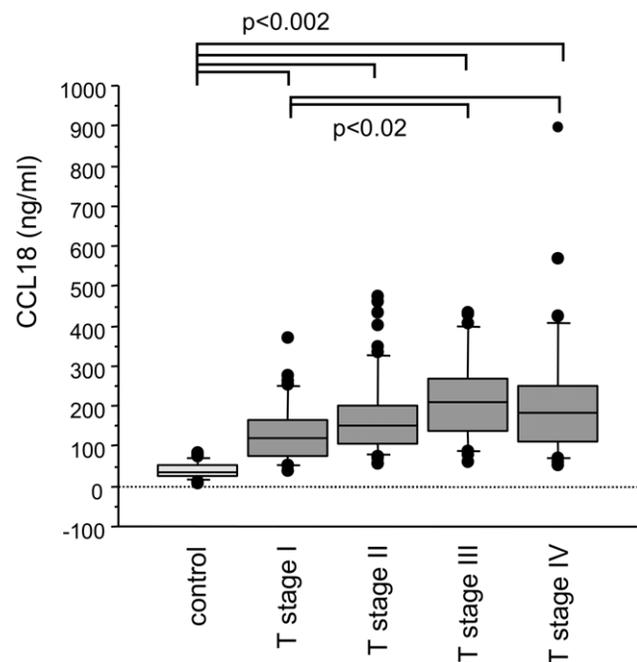 p<0.002
p<0.02
CCL18 (ng/ml)
1000
900
800
700
600
500
400
300
200
100
0
-100
control
T stage I
T stage II
T stage III
T stage IV